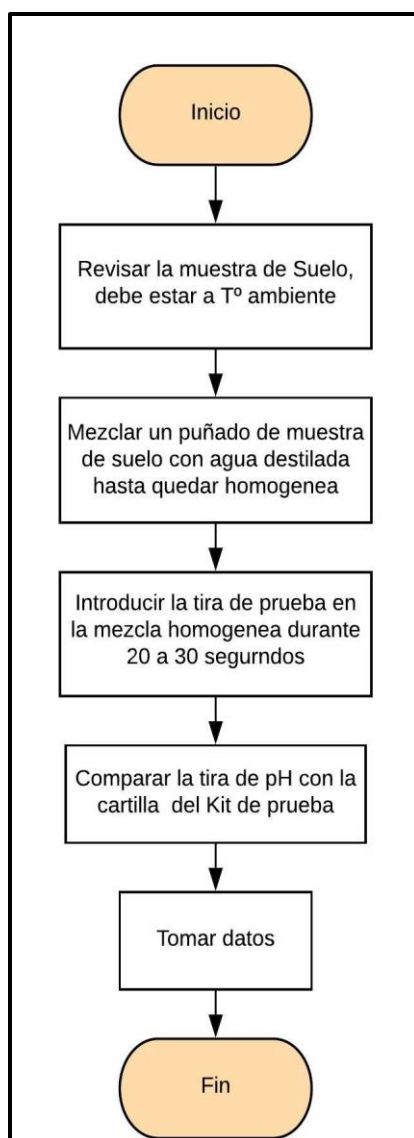 Inicio
Revisar la muestra de Suelo,
debe estar a Tº ambiente
Mezclar un puñado de muestra
de suelo con agua destilada
hasta quedar homogenea
Introducir la tira de prueba en
la mezcla homogenea durante
20 a 30 segurndos
Comparar la tira de pH con la
cartilla del Kit de prueba
Tomar datos
Fin